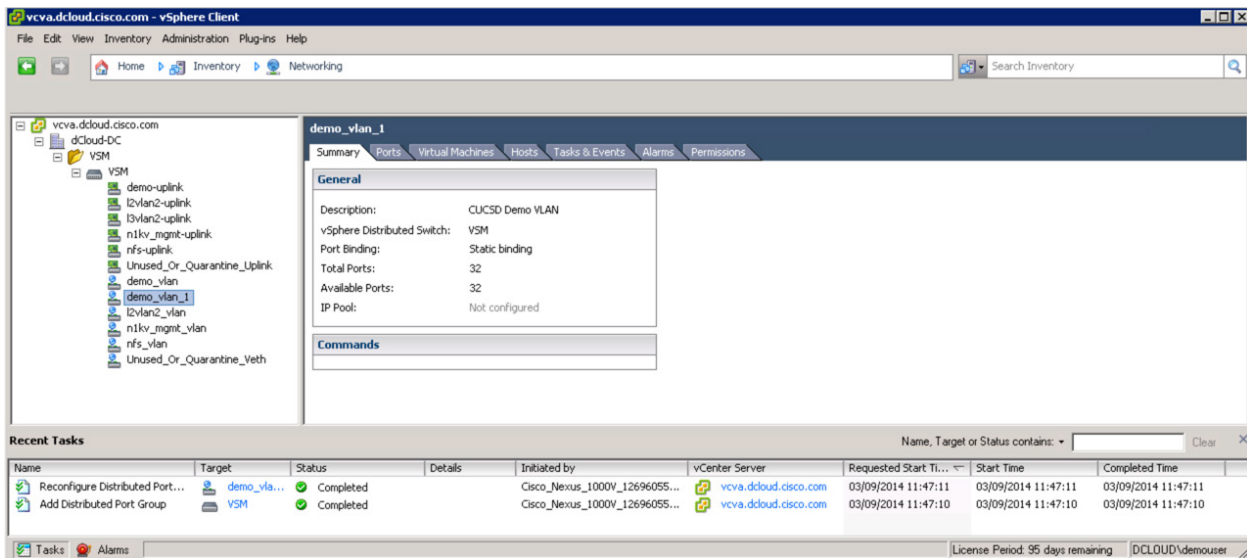 vcva.dcloud.cisco.com - vSphere Client
File Edit View Inventory Administration Plug-ins Help
Home Inventory Networking Search Inventory
vcva.dcloud.cisco.com
dCloud-DC
VSM
VSM
demo-uplink
l2vlan2-uplink
l3vlan2-uplink
n1kv_mgmt-uplink
nfs-uplink
Unused_Or_Quarantine_Uplink
demo_vlan
demo_vlan_1
l2vlan2_vlan
n1kv_mgmt_vlan
nfs_vlan
Unused_Or_Quarantine_Veth
demo_vlan_1
Summary Ports Virtual Machines Hosts Tasks & Events Alarms Permissions
General
Description: CUCSD Demo VLAN
vSphere Distributed Switch: VSM
Port Binding: Static binding
Total Ports: 32
Available Ports: 32
IP Pool: Not configured
Commands
Recent Tasks Name, Target or Status contains: Clear
Name Target Status Details Initiated by vCenter Server Requested Start Ti... Start Time Completed Time
Reconfigure Distributed Port... demo_vla... Completed Cisco_Nexus_1000V_12696055... vcva.dcloud.cisco.com 03/09/2014 11:47:11 03/09/2014 11:47:11 03/09/2014 11:47:11
Add Distributed Port Group VSM Completed Cisco_Nexus_1000V_12696055... vcva.dcloud.cisco.com 03/09/2014 11:47:10 03/09/2014 11:47:10 03/09/2014 11:47:10
Tasks Alarms License Period: 95 days remaining DCLOUD\demouser